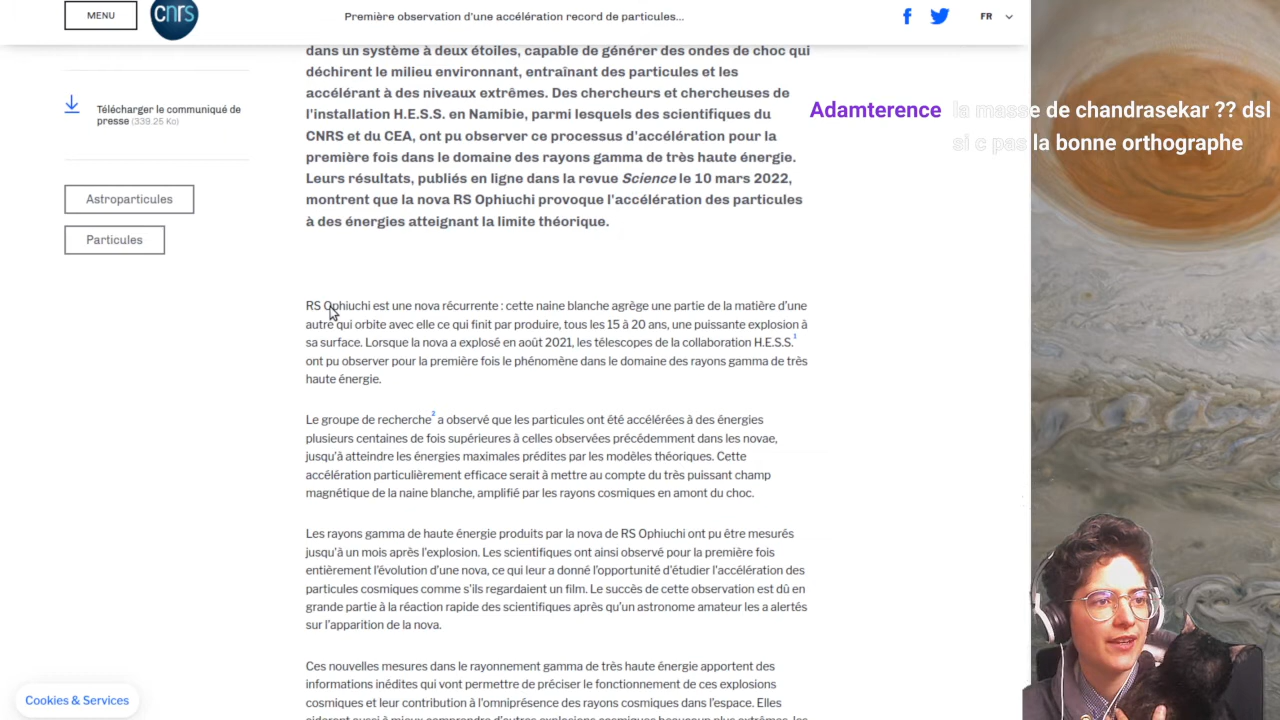 MENU
cnrs
Première observation d'une accélération record de particules...
FR
dans un système à deux étoiles, capable de générer des ondes de choc qui
déchirent le milieu environnant, entraînant des particules et les
accélérant à des niveaux extrêmes. Des chercheurs et chercheuses de
l'installation H.E.S.S. en Namibie, parmi lesquels des scientifiques du
CNRS et du CEA, ont pu observer ce processus d'accélération pour la
première fois dans le domaine des rayons gamma de très haute énergie.
Leurs résultats, publiés en ligne dans la revue Science le 10 mars 2022,
montrent que la nova RS Ophiuchi provoque l'accélération des particules
à des énergies atteignant la limite théorique.
Télécharger le communiqué de
presse (339.25 Ko)
Astroparticules
Particules
Adamterence la masse de chandrasekar ?? dsl
si c pas la bonne orthographe
RS Ophiuchi est une nova récurrente : cette naine blanche agrège une partie de la matière d'une
autre qui orbite avec elle ce qui finit par produire, tous les 15 à 20 ans, une puissante explosion à
sa surface. Lorsque la nova a explosé en août 2021, les télescopes de la collaboration H.E.S.S.1
ont pu observer pour la première fois le phénomène dans le domaine des rayons gamma de très
haute énergie.
Le groupe de recherche2 a observé que les particules ont été accélérées à des énergies
plusieurs centaines de fois supérieures à celles observées précédemment dans les novae,
jusqu'à atteindre les énergies maximales prédites par les modèles théoriques. Cette
accélération particulièrement efficace serait à mettre au compte du très puissant champ
magnétique de la naine blanche, amplifié par les rayons cosmiques en amont du choc.
Les rayons gamma de haute énergie produits par la nova de RS Ophiuchi ont pu être mesurés
jusqu'à un mois après l'explosion. Les scientifiques ont ainsi observé pour la première fois
entièrement l'évolution d'une nova, ce qui leur a donné l'opportunité d'étudier l'accélération des
particules cosmiques comme s'ils regardaient un film. Le succès de cette observation est dû en
grande partie à la réaction rapide des scientifiques après qu'un astronome amateur les a alertés
sur l'apparition de la nova.
Ces nouvelles mesures dans le rayonnement gamma de très haute énergie apportent des
informations inédites qui vont permettre de préciser le fonctionnement de ces explosions
cosmiques et leur contribution à l'omniprésence des rayons cosmiques dans l'espace. Elles
Cookies & Services